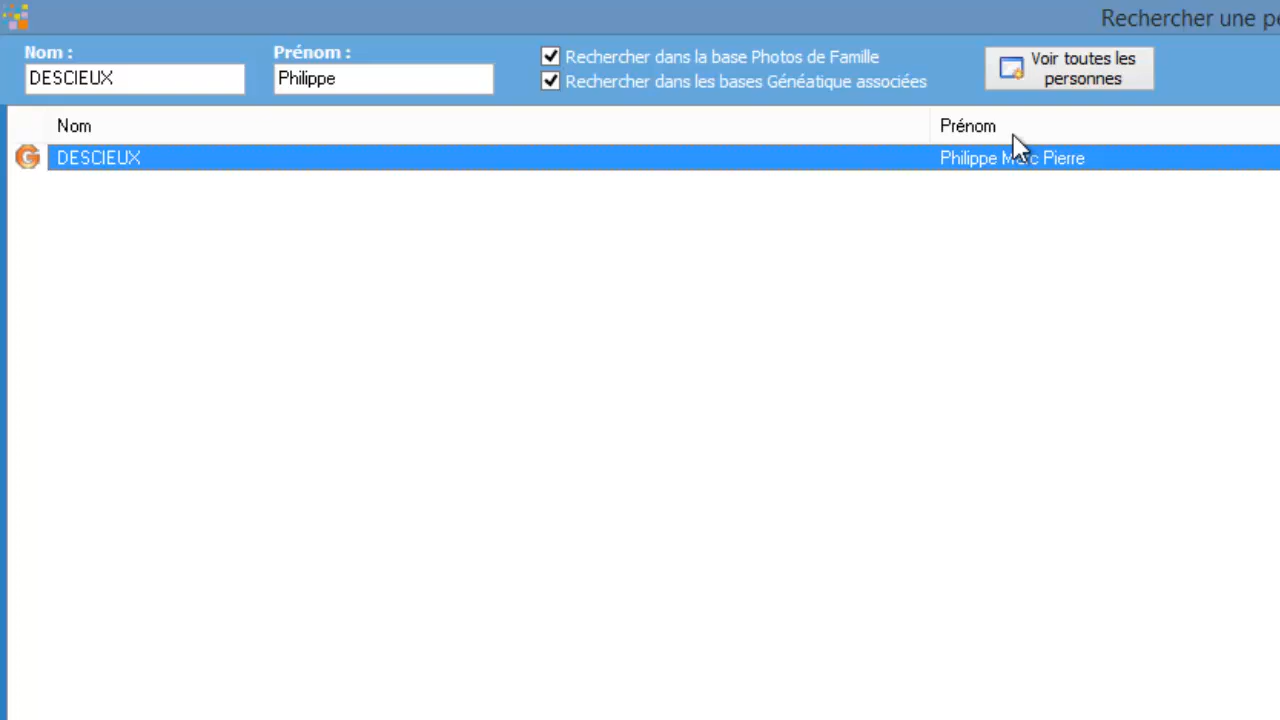 Rechercher une pe
Nom :
Prénom :
DESCIEUX
Philippe
Rechercher dans la base Photos de Famille
Rechercher dans les bases Généatique associées
Voir toutes les
personnes
Nom
Prénom
DESCIEUX
Philippe Marc Pierre